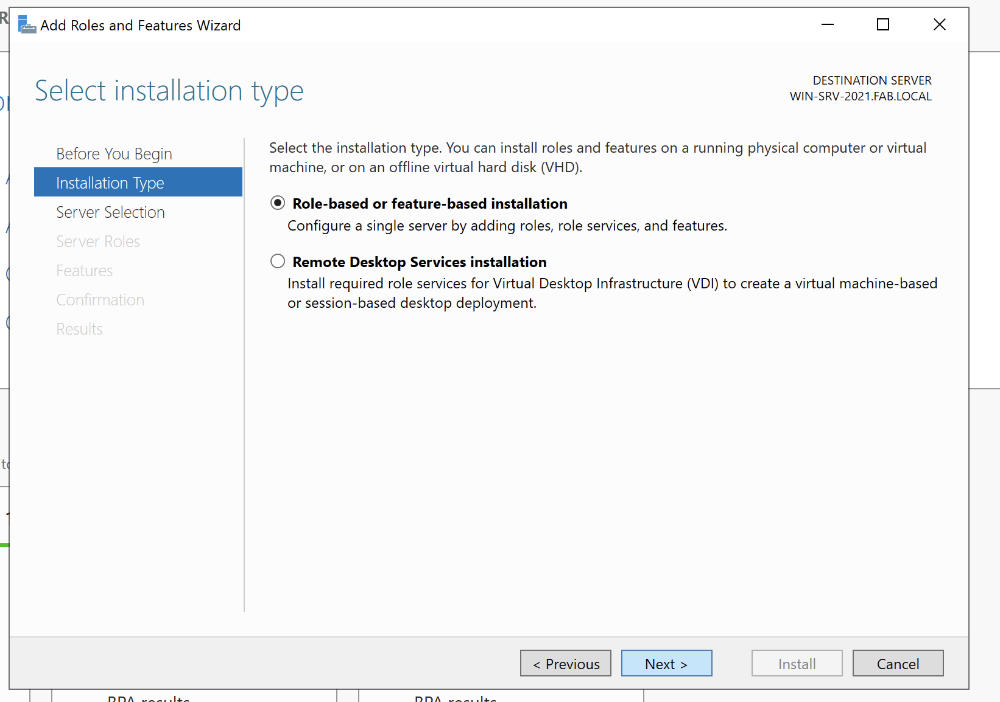 Add Roles and Features Wizard
Select installation type
DESTINATION SERVER
WIN-SRV-2021.FAB.LOCAL
Before You Begin
Installation Type
Server Selection
Server Roles
Features
Confirmation
Results
Select the installation type. You can install roles and features on a running physical computer or virtual
machine, or on an offline virtual hard disk (VHD).
Role-based or feature-based installation
Configure a single server by adding roles, role services, and features.
Remote Desktop Services installation
Install required role services for Virtual Desktop Infrastructure (VDI) to create a virtual machine-based
or session-based desktop deployment.
< Previous
Next >
Install
Cancel
BPA results
BPA results